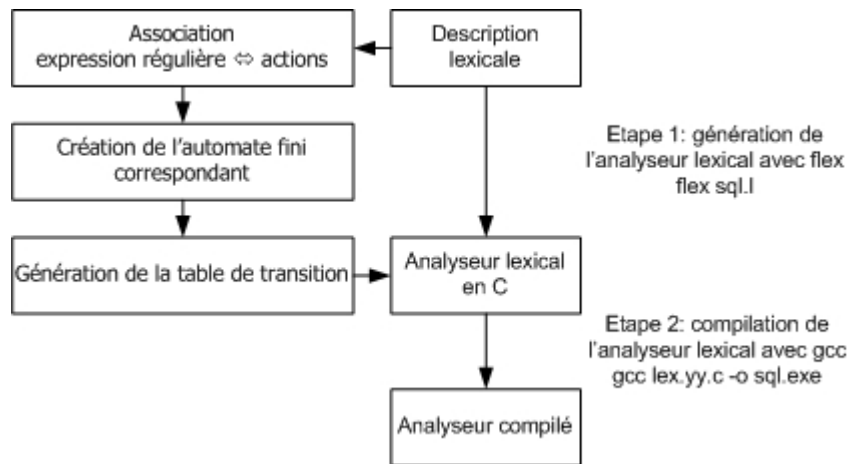 Association
expression régulière ⇔ actions
Description
lexicale
Création de l'automate fini
correspondant
Etape 1: génération de
l'analyseur lexical avec flex
flex sql.l
Génération de la table de transition
Analyseur lexical
en C
Etape 2: compilation de
l'analyseur lexical avec gcc
gcc lex.yy.c -o sql.exe
Analyseur compilé